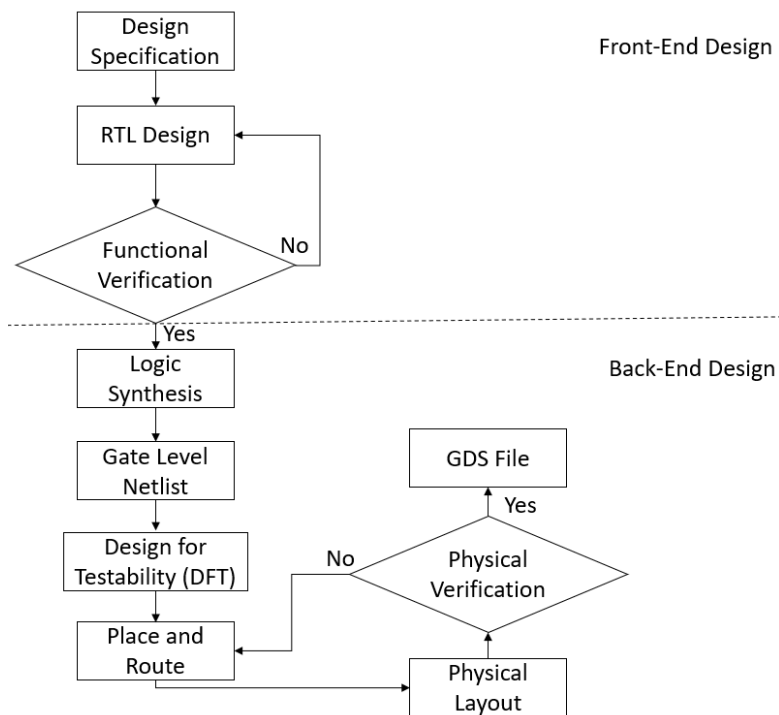 Design
Specification
Front-End Design
RTL Design
Functional
Verification
No
Yes
Logic
Synthesis
Back-End Design
Gate Level
Netlist
GDS File
Yes
Design for
Testability (DFT)
No
Physical
Verification
Place and
Route
Physical
Layout